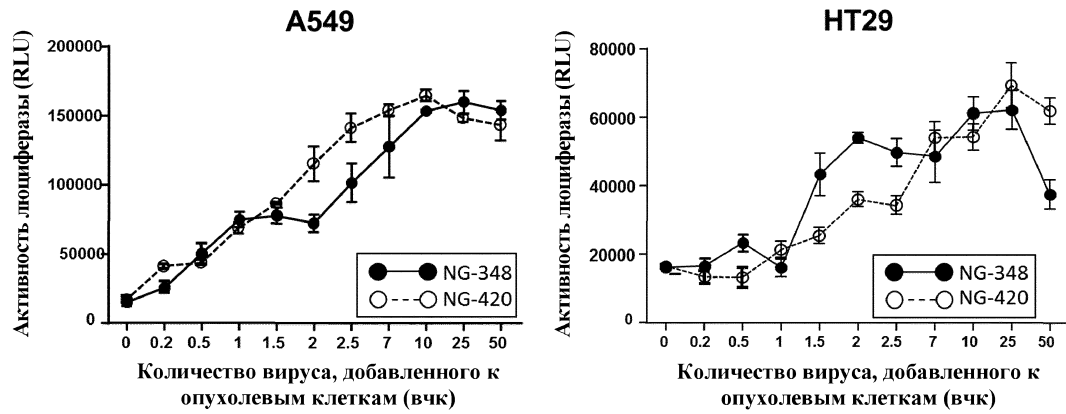 A549
Активность люциферазы (RLU)
200000
150000
100000
50000
0
NG-348
NG-420
0 0.2 0.5 1 1.5 2 2.5 7 10 25 50
Количество вируса, добавленного к
опухолевым клеткам (вчк)
HT29
Активность люциферазы (RLU)
80000
60000
40000
20000
0
NG-348
NG-420
0 0.2 0.5 1 1.5 2 2.5 7 10 25 50
Количество вируса, добавленного к
опухолевым клеткам (вчк)